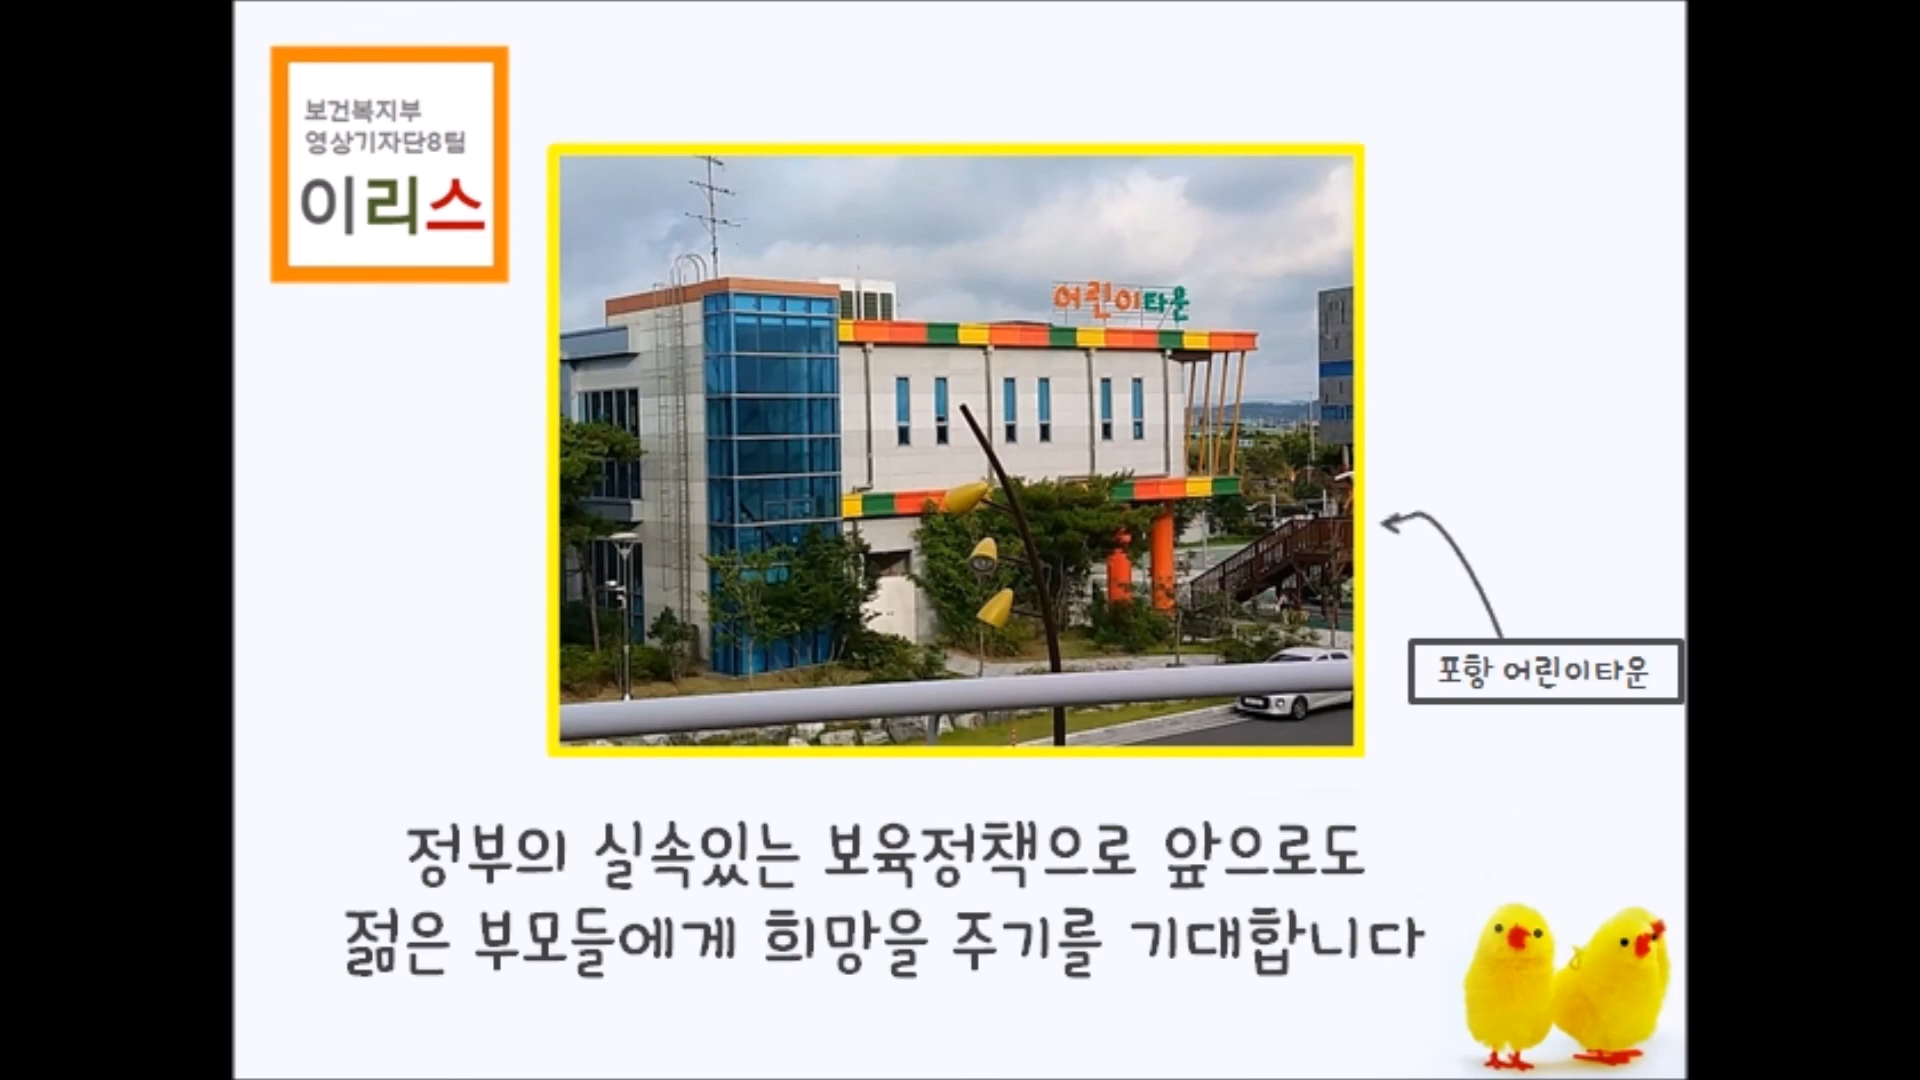 보건복지부
영상기자단8팀
이리스
어린이타운
포항 어린이타운
정부의 실속있는 보육정책으로 앞으로도
젊은 부모들에게 희망을 주기를 기대합니다